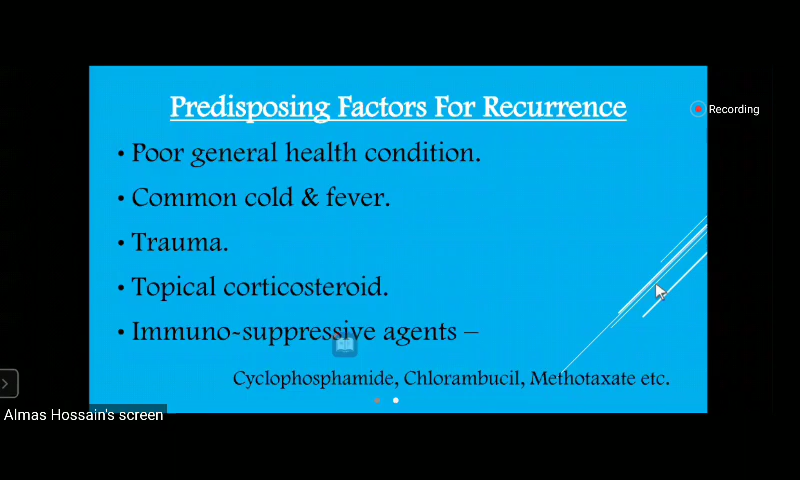 Predisposing Factors For Recurrence
Recording
• Poor general health condition.
• Common cold & fever.
• Trauma.
• Topical corticosteroid.
• Immuno-suppressive agents –
Cyclophosphamide, Chlorambucil, Methotaxate etc.
Almas Hossain's screen